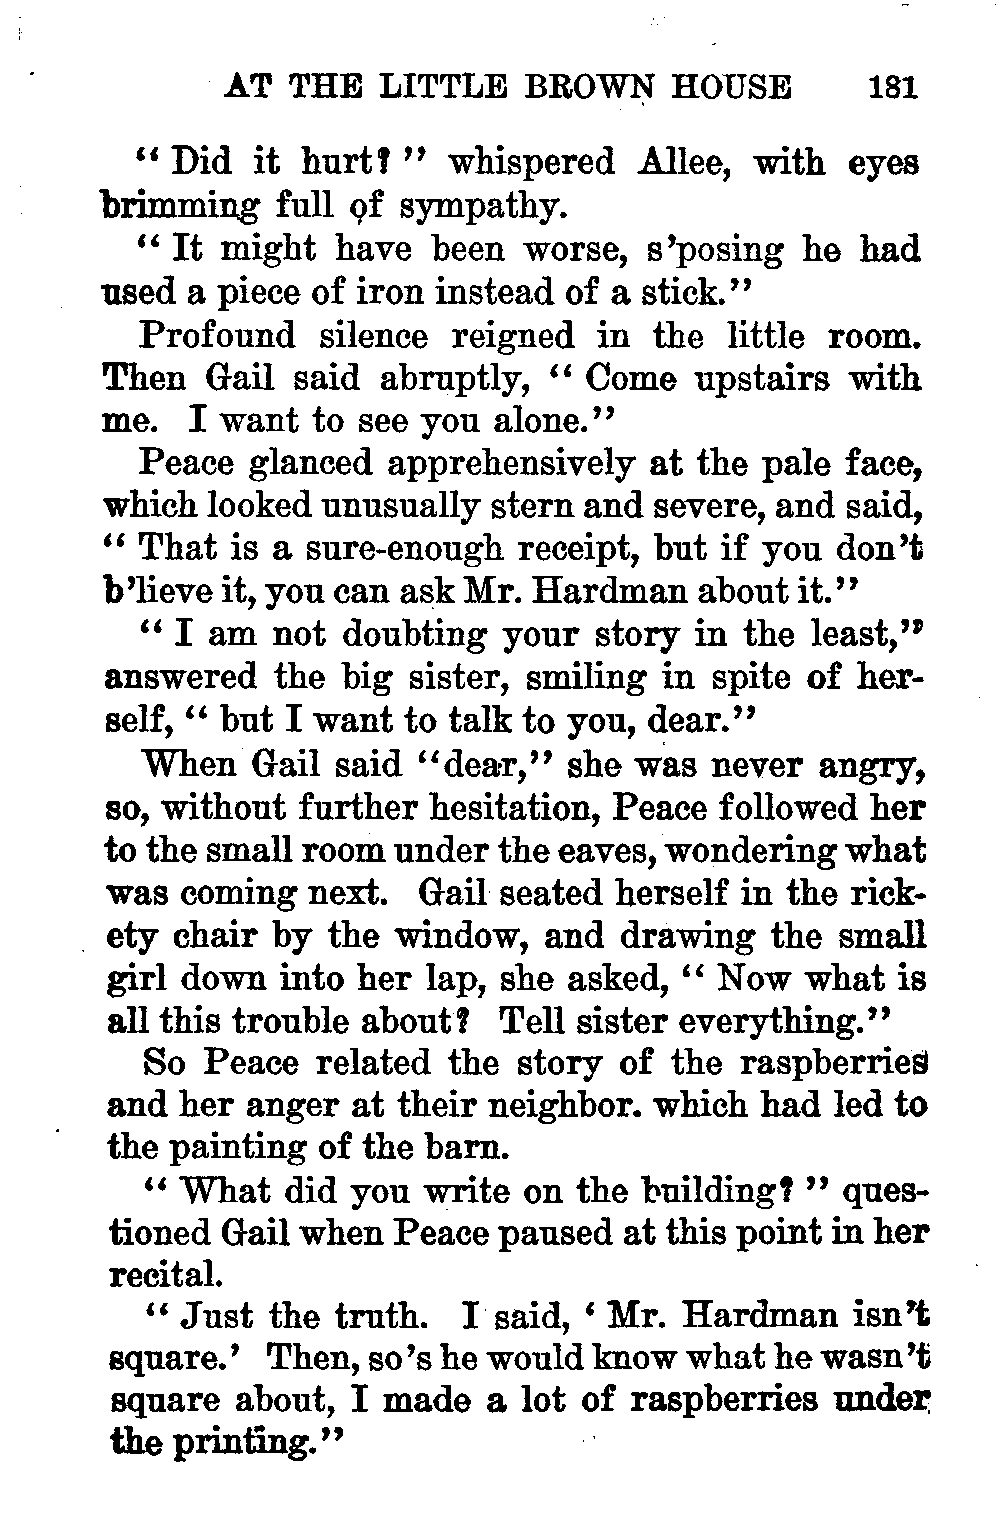 AT THE LITTLE BROWN HOUSE 181
" Did it hurt? " whispered Allee, with eyes
brimming full of sympathy.
" It might have been worse, s'posing he had
used a piece of iron instead of a stick."
Profound silence reigned in the little room.
Then Gail said abruptly, " Come upstairs with
me. I want to see you alone."
Peace glanced apprehensively at the pale face,
which looked unusually stern and severe, and said,
" That is a sure-enough receipt, but if you don't
b'lieve it, you can ask Mr. Hardman about it."
" I am not doubting your story in the least,"
answered the big sister, smiling in spite of her-
self, " but I want to talk to you, dear."
When Gail said "dear," she was never angry,
so, without further hesitation, Peace followed her
to the small room under the eaves, wondering what
was coming next. Gail seated herself in the rick-
ety chair by the window, and drawing the small
girl down into her lap, she asked, " Now what is
all this trouble about? Tell sister everything."
So Peace related the story of the raspberries
and her anger at their neighbor. which had led to
the painting of the barn.
" What did you write on the building? " ques-
tioned Gail when Peace paused at this point in her
recital.
" Just the truth. I said, ' Mr. Hardman isn't
square.' Then, so's he would know what he wasn't
square about, I made a lot of raspberries under
the printing."